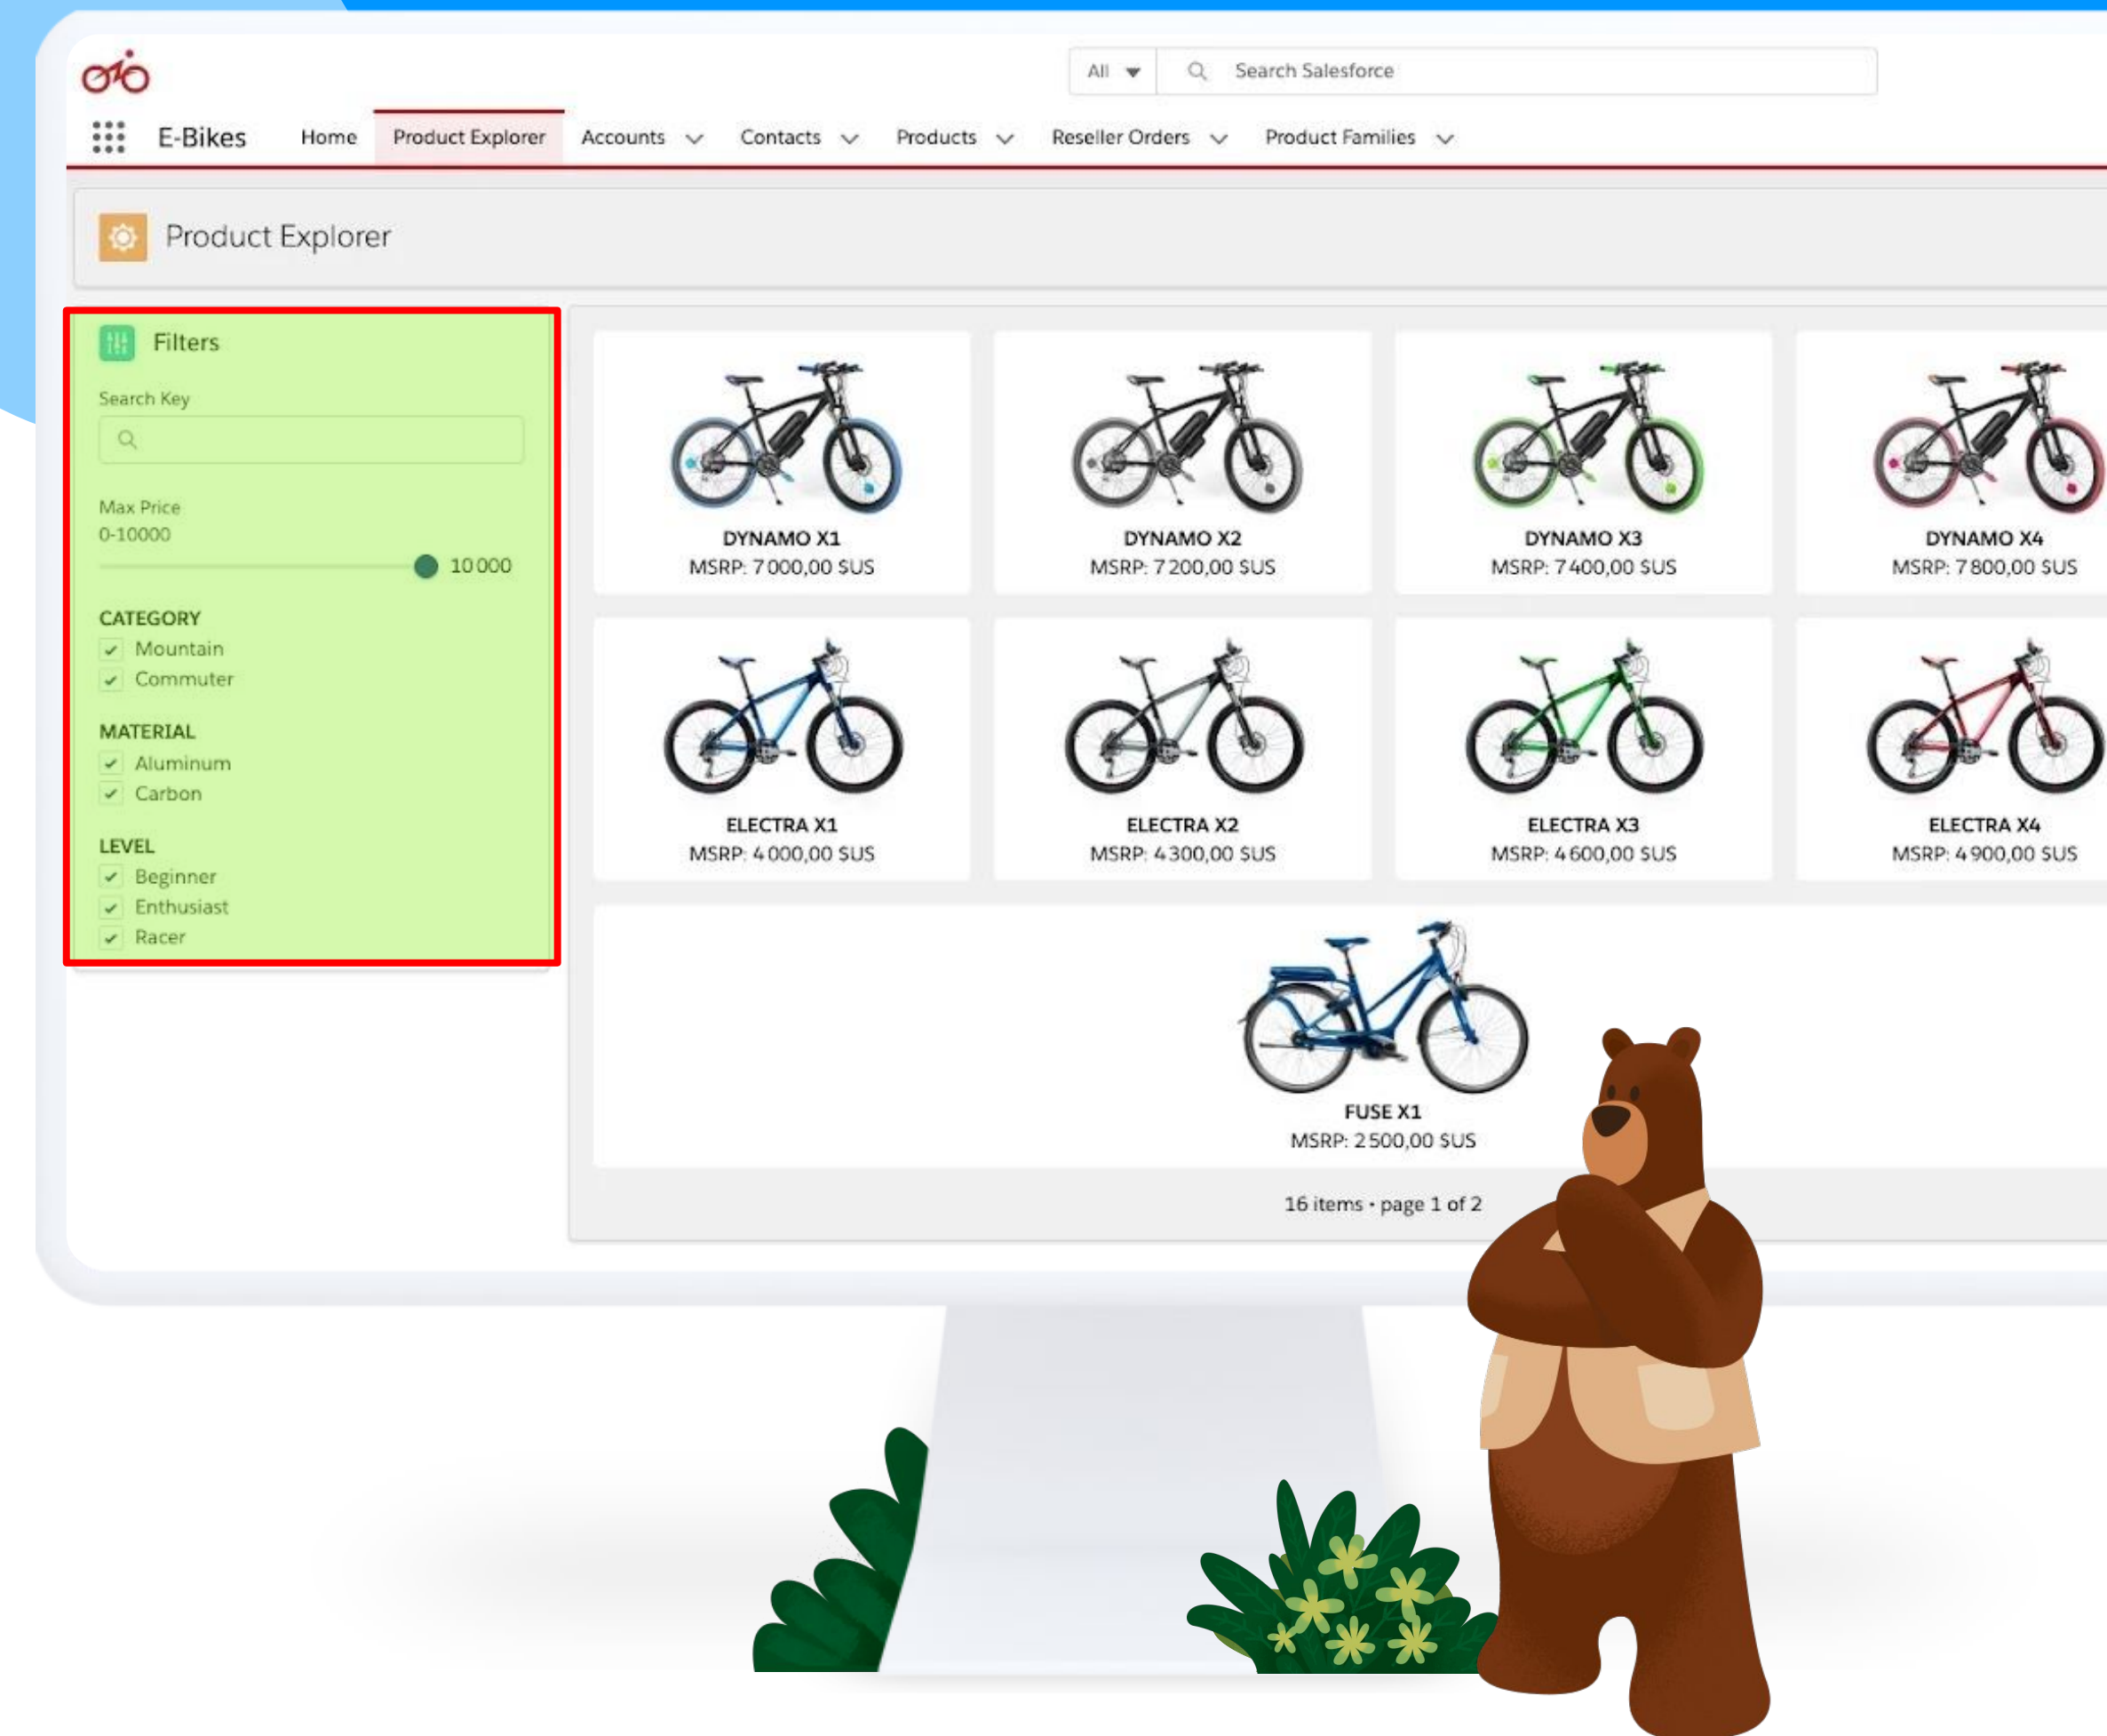 All
Search Salesforce
E-Bikes Home Product Explorer Accounts Contacts Products Reseller Orders Product Families
Product Explorer
Filters
Search Key
Max Price
0-10000
10 000
CATEGORY
Mountain
Commuter
MATERIAL
Aluminum
Carbon
LEVEL
Beginner
Enthusiast
Racer
DYNAMO X1
MSRP: 7 000,00 $US
DYNAMO X2
MSRP: 7 200,00 $US
DYNAMO X3
MSRP: 7 400,00 $US
DYNAMO X4
MSRP: 7 800,00 $US
ELECTRA X1
MSRP: 4 000,00 $US
ELECTRA X2
MSRP: 4 300,00 $US
ELECTRA X3
MSRP: 4 600,00 $US
ELECTRA X4
MSRP: 4 900,00 $US
FUSE X1
MSRP: 2 500,00 $US
16 items • page 1 of 2